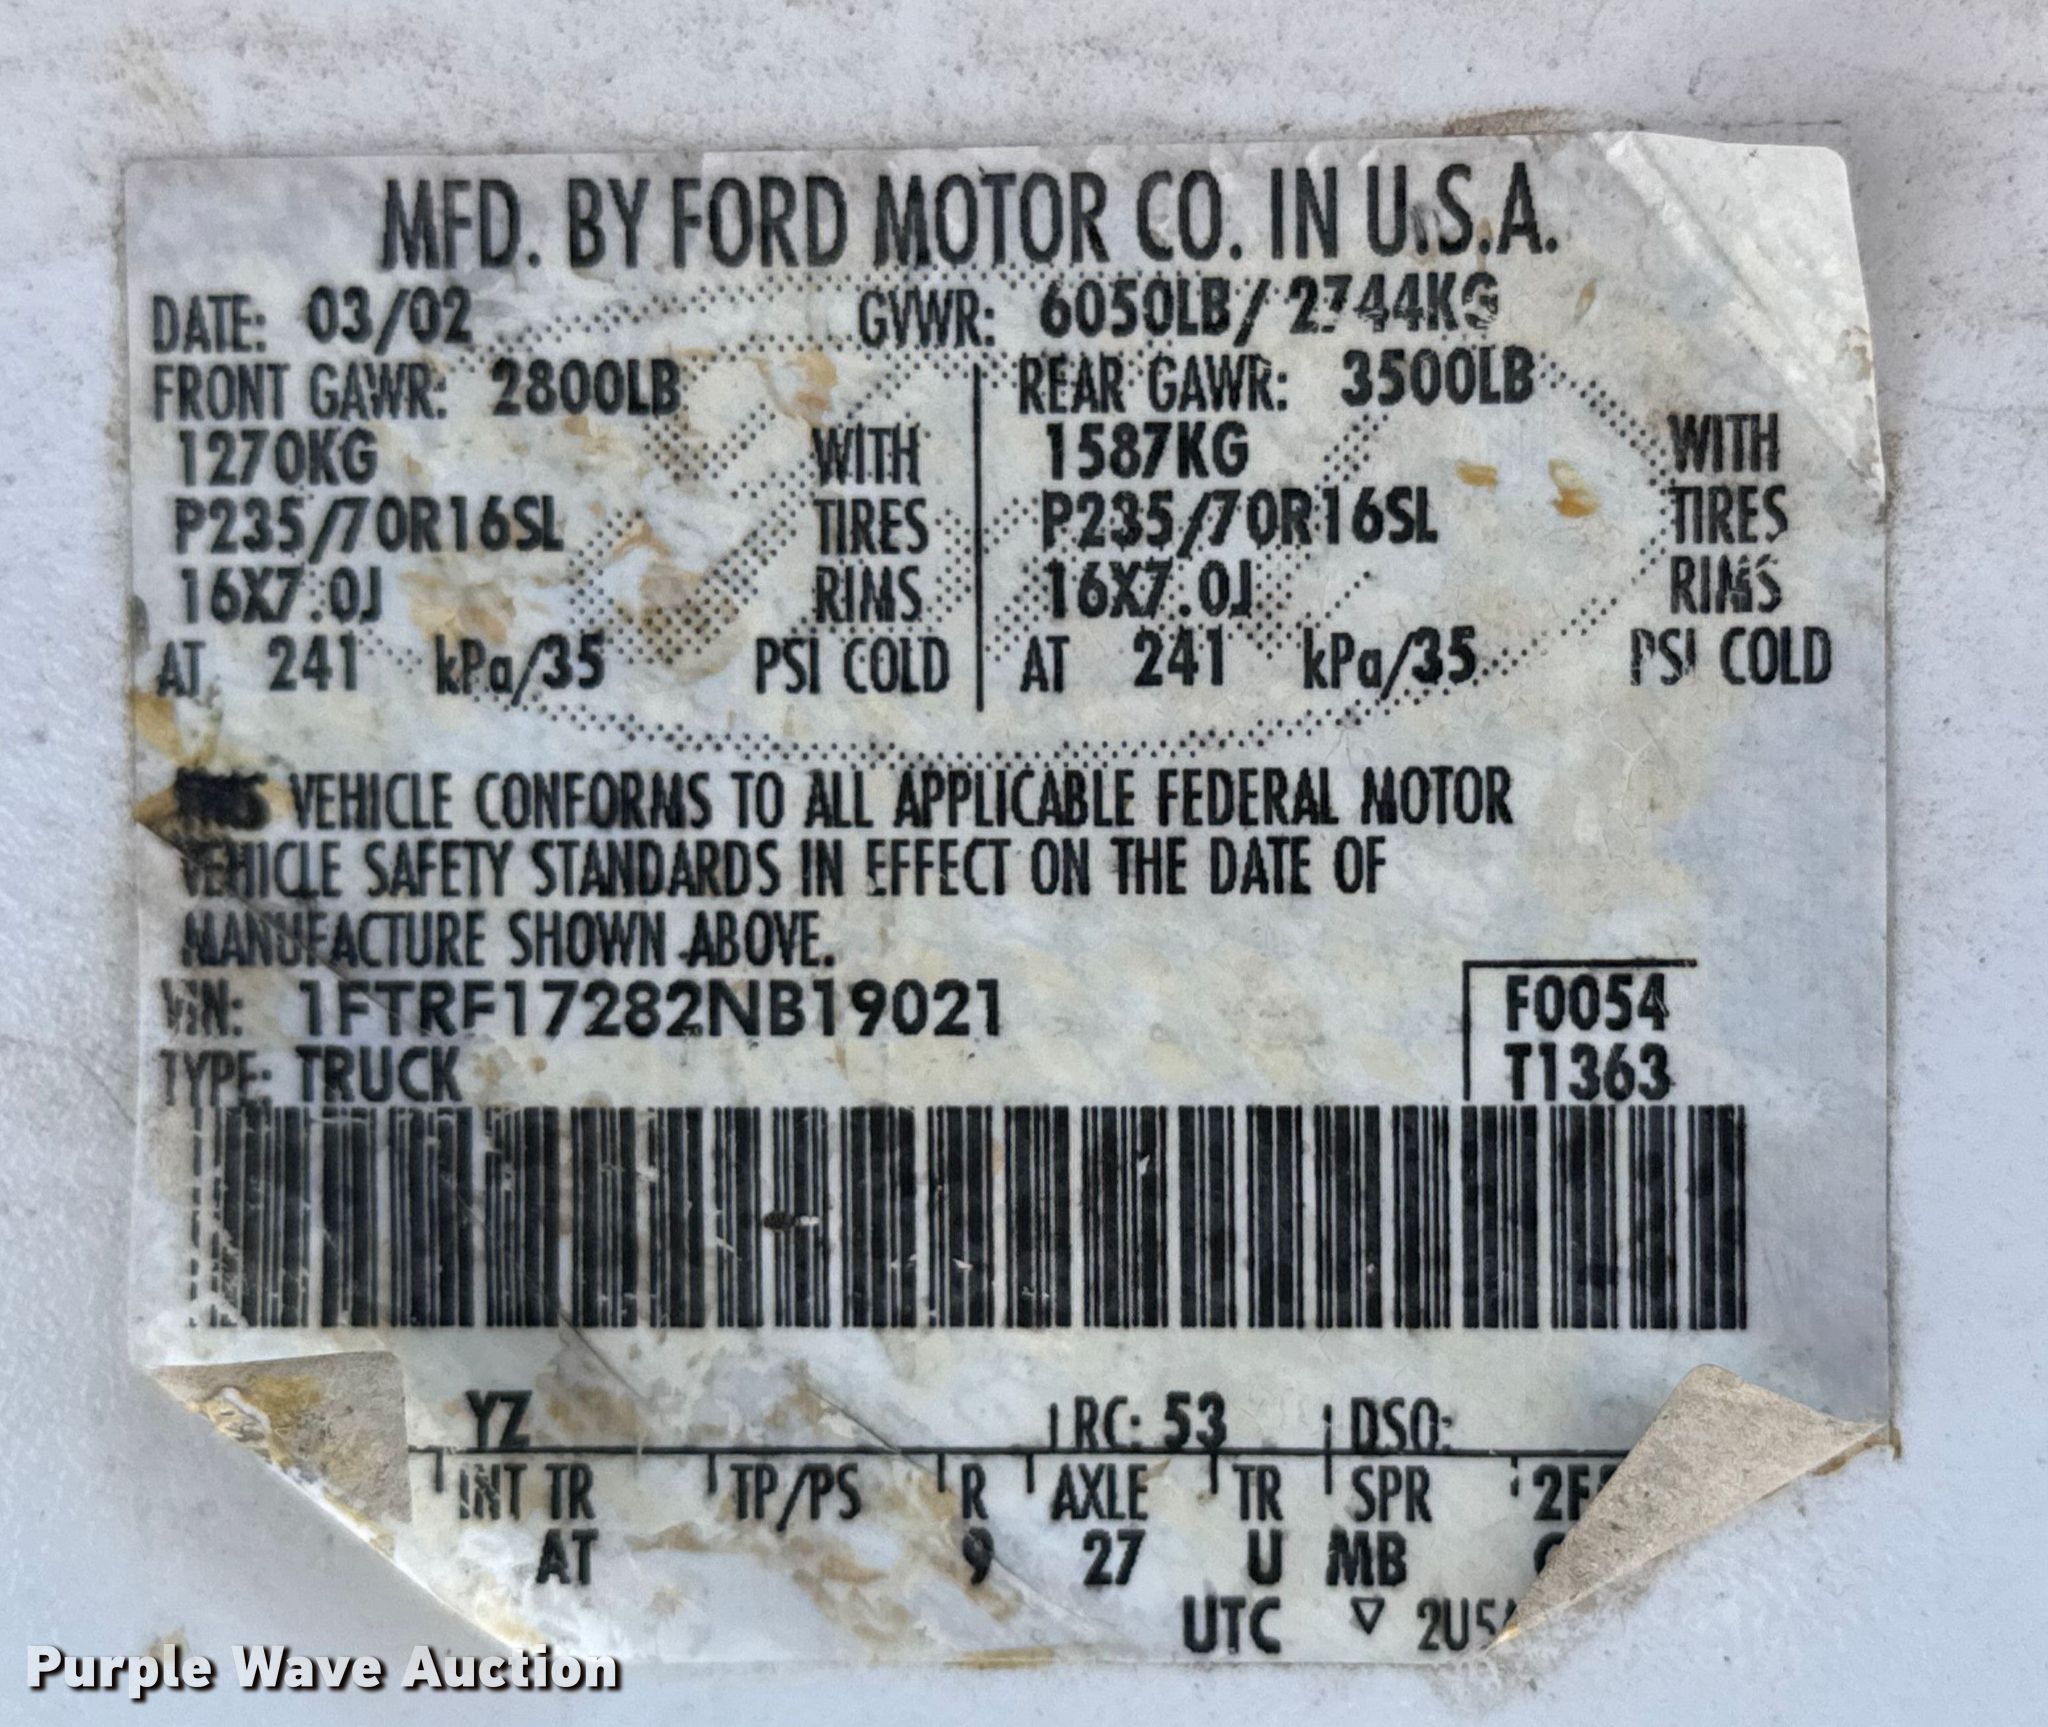 MFD. BY FORD MOTOR CO. IN U.S.A.
DATE: 03/02 GVWR: 6050LB/ 2744KG
FRONT GAWR: 2800LB REAR GAWR: 3500LB
1270KG WITH 1587KG WITH
P235/70R16SL TIRES P235/70R16SL TIRES
16X7.0J RIMS 16X7.0J RIMS
AT 241 kPa/35 PSI COLD AT 241 kPa/35 PSI COLD
THIS VEHICLE CONFORMS TO ALL APPLICABLE FEDERAL MOTOR
VEHICLE SAFETY STANDARDS IN EFFECT ON THE DATE OF
MANUFACTURE SHOWN ABOVE.
VIN: 1FTRF17282NB19021 F0054
TYPE: TRUCK T1363
YZ RC: 53 DSO:
INT TR TP/PS R AXLE TR SPR
AT 9 27 U MB
UTC ▽ 2U5
Purple Wave Auction